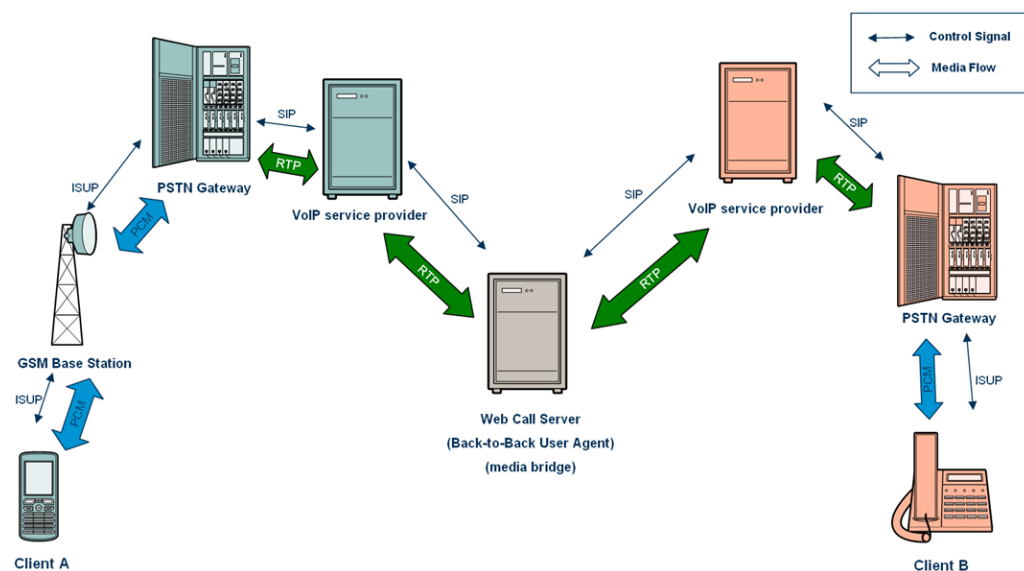 Control Signal
Media Flow
SIP
RTP
ISUP
PCM
PSTN Gateway
VoIP service provider
SIP
RTP
GSM Base Station
ISUP
PCM
Client A
Web Call Server
(Back-to-Back User Agent)
(media bridge)
SIP
RTP
VoIP service provider
SIP
RTP
PSTN Gateway
PCM
ISUP
Client B